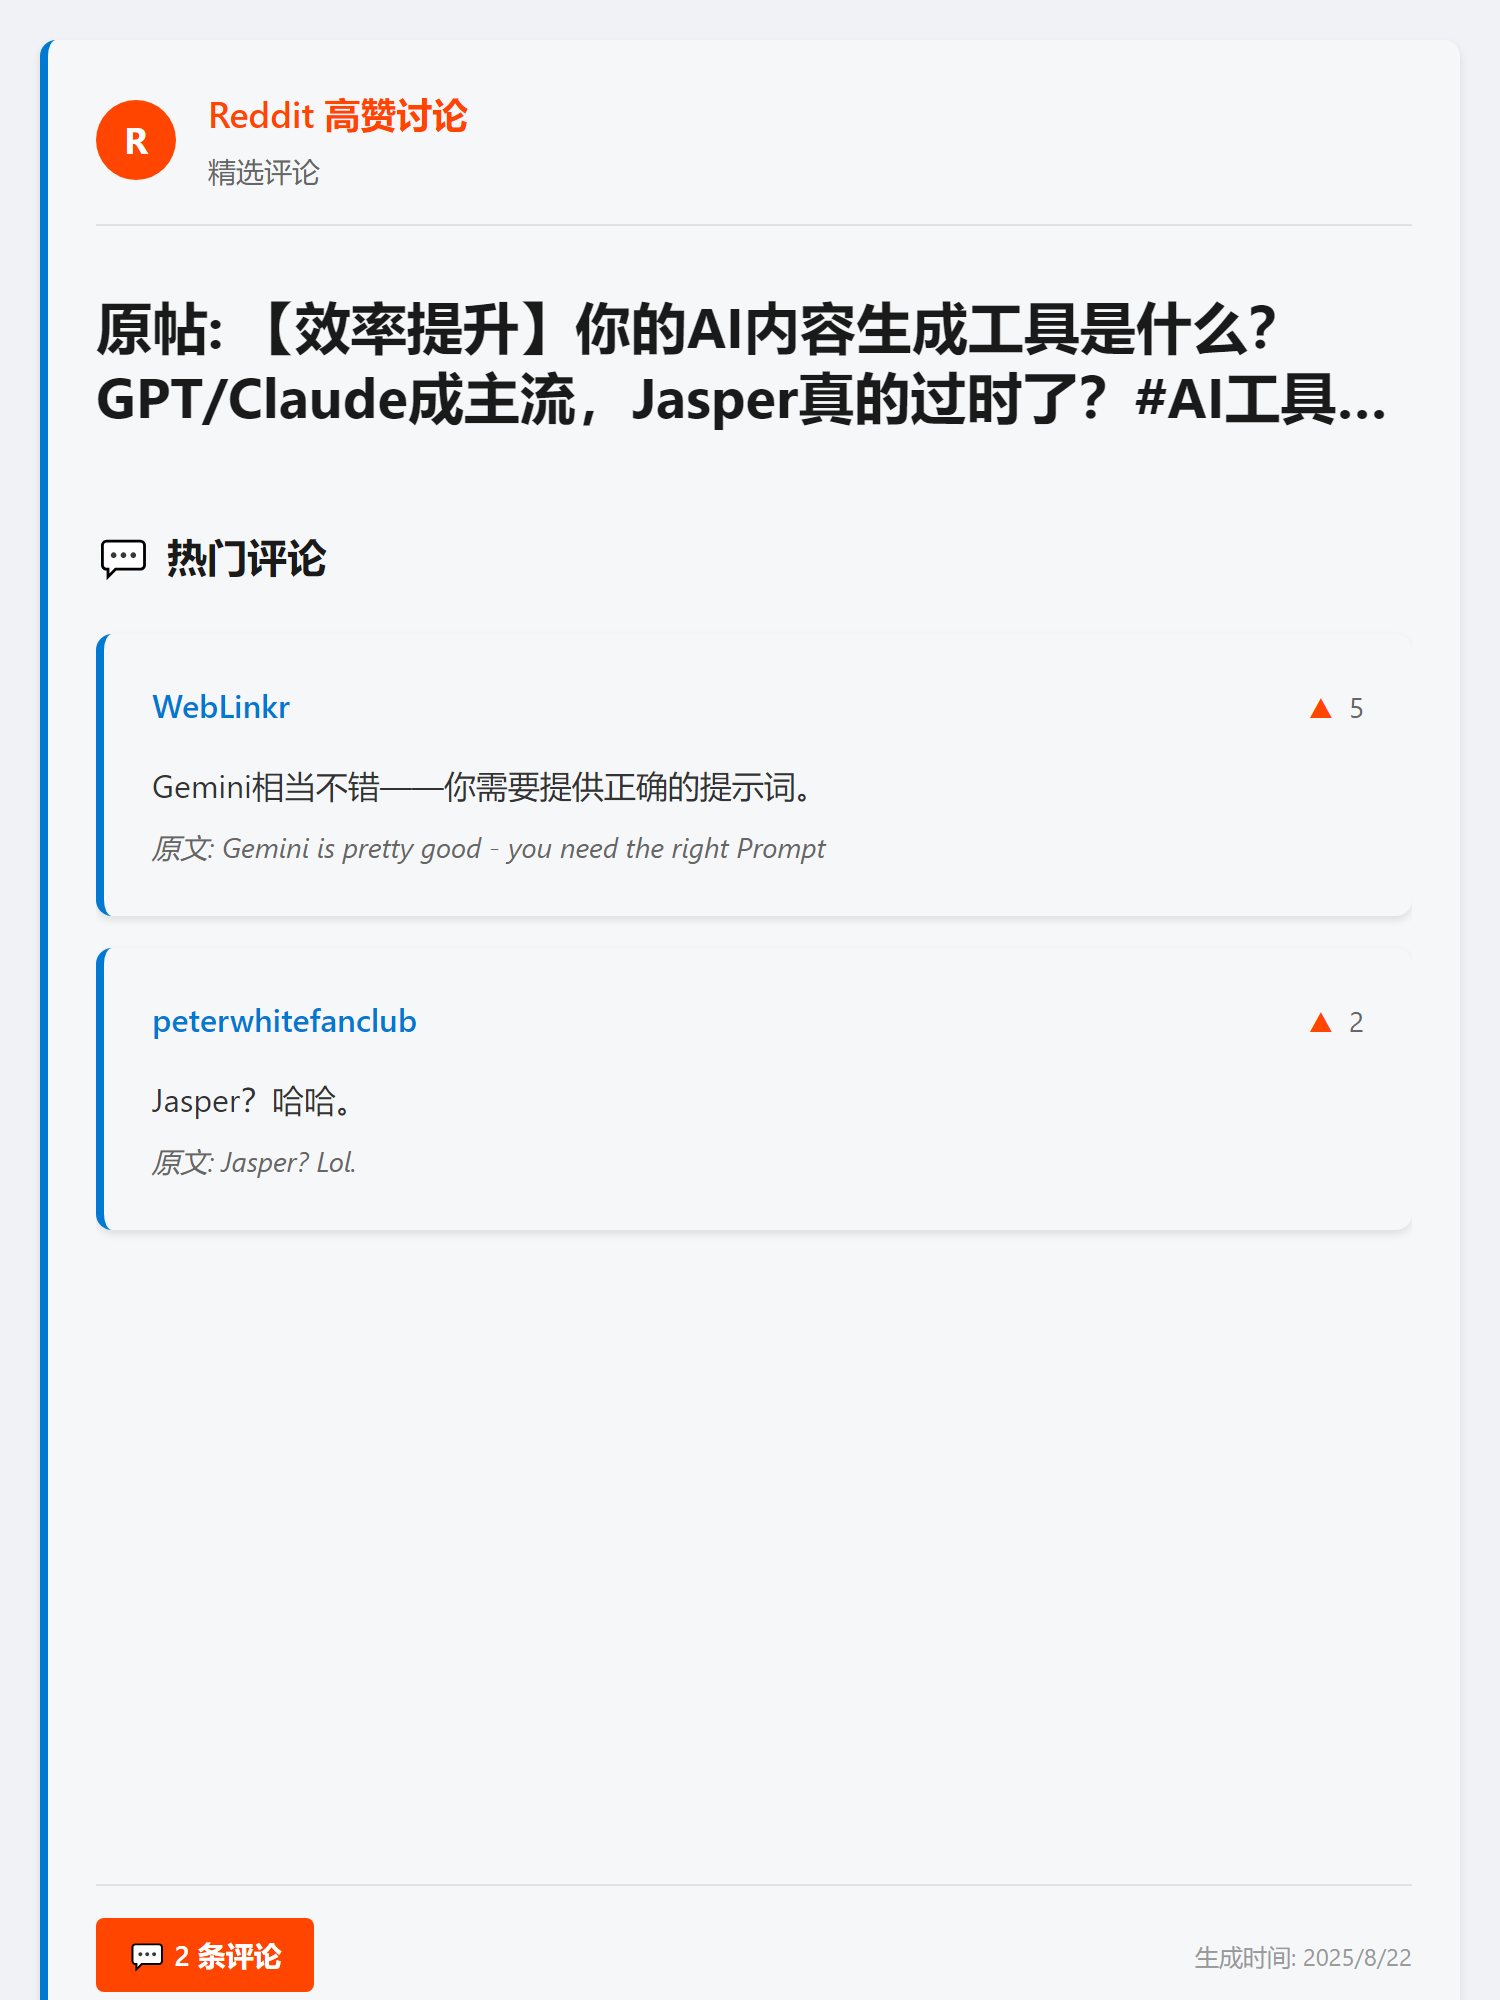 R
Reddit 高赞讨论
精选评论
原帖: 【效率提升】你的AI内容生成工具是什么？
GPT/Claude成主流，Jasper真的过时了？#AI工具...
💬 热门评论
WebLinkr
▲ 5
Gemini相当不错——你需要提供正确的提示词。
原文: Gemini is pretty good - you need the right Prompt
peterwhitefanclub
▲ 2
Jasper？哈哈。
原文: Jasper? Lol.
💬 2 条评论
生成时间: 2025/8/22